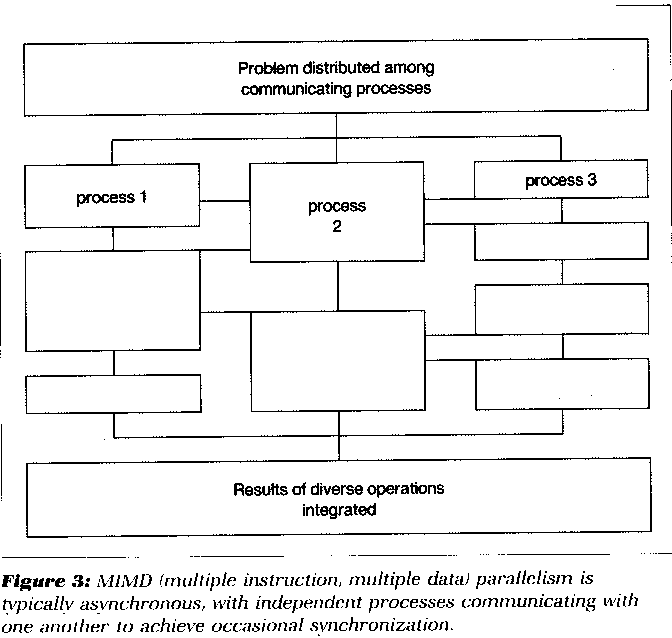 Problem distributed among
communicating processes
process 1
process
2
process 3
Results of diverse operations
integrated
Figure 3: MIMD (multiple instruction, multiple data) parallelism is
typically asynchronous, with independent processes communicating with
one another to achieve occasional synchronization.